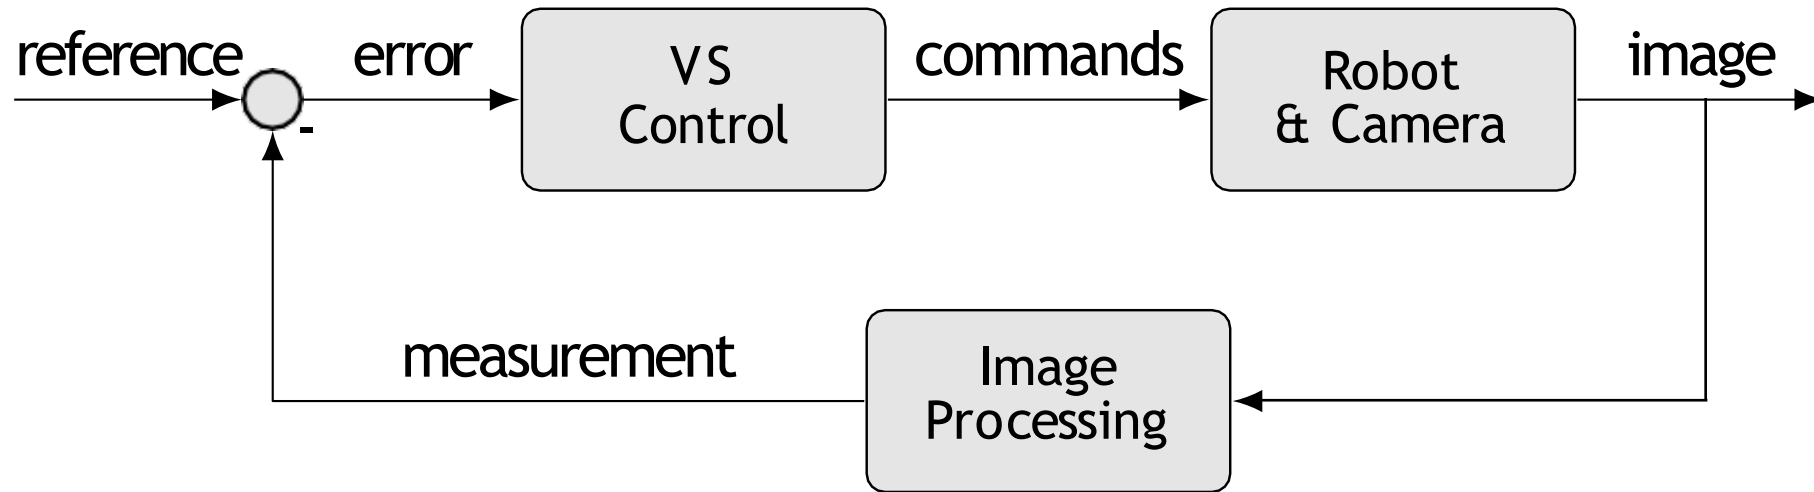 reference
error
VS
Control
commands
Robot
& Camera
image
-
measurement
Image
Processing